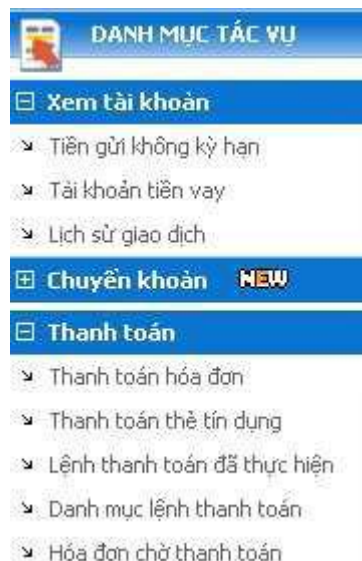 DANH MỤC TÁC VỤ
Xem tài khoản
Tiền gửi không kỳ hạn
Tài khoản tiền vay
Lịch sử giao dịch
Chuyển khoản NEW
Thanh toán
Thanh toán hóa đơn
Thanh toán thẻ tín dụng
Lệnh thanh toán đã thực hiện
Danh mục lệnh thanh toán
Hóa đơn chờ thanh toán